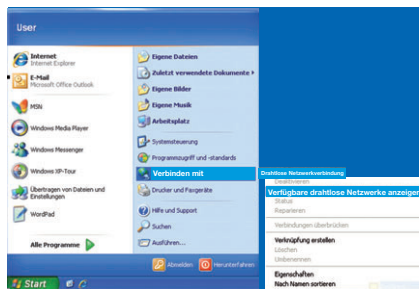 User
Internet
Internet Explorer
E-Mail
Microsoft Office Outlook
MSN
Windows Media Player
Windows Messenger
Windows XP-Tour
Übertragen von Dateien und
Einstellungen
WordPad
Alle Programme
Eigene Dateien
Zuletzt verwendete Dokumente
Eigene Bilder
Eigene Musik
Arbeitsplatz
Systemsteuerung
Programmzugriff und -standards
Verbinden mit
Drucker und Faxgeräte
Hilfe und Support
Suchen
Ausführen...
Abmelden
Herunterfahren
Start
Drahtlose Netzwerkverbindung
Deaktivieren
Verfügbare drahtlose Netzwerke anzeigen
Status
Reparieren
Verbindungen überbrücken
Verknüpfung erstellen
Löschen
Umbenennen
Eigenschaften
Nach Namen sortieren